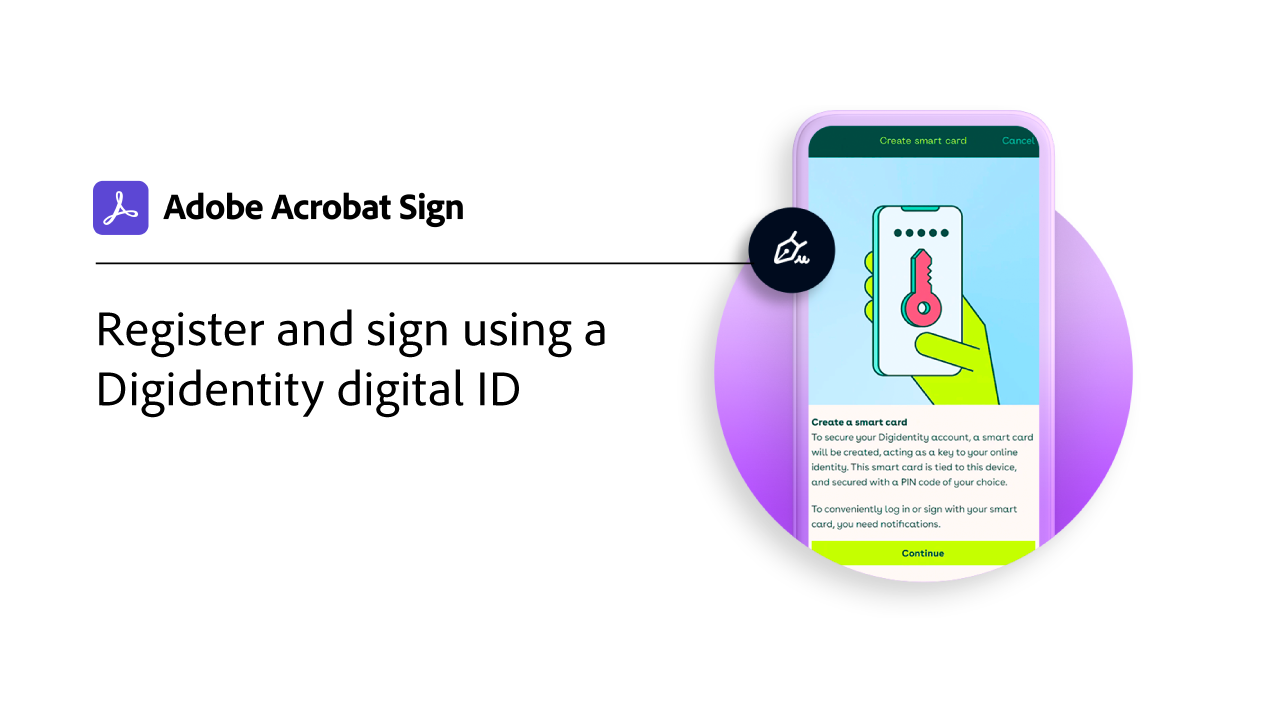 Adobe Acrobat Sign
Register and sign using a
Digidentity digital ID
Create smart card
Cancel
Create a smart card
To secure your Digidentity account, a smart card
will be created, acting as a key to your online
identity. This smart card is tied to this device,
and secured with a PIN code of your choice.
To conveniently log in or sign with your smart
card, you need notifications.
Continue